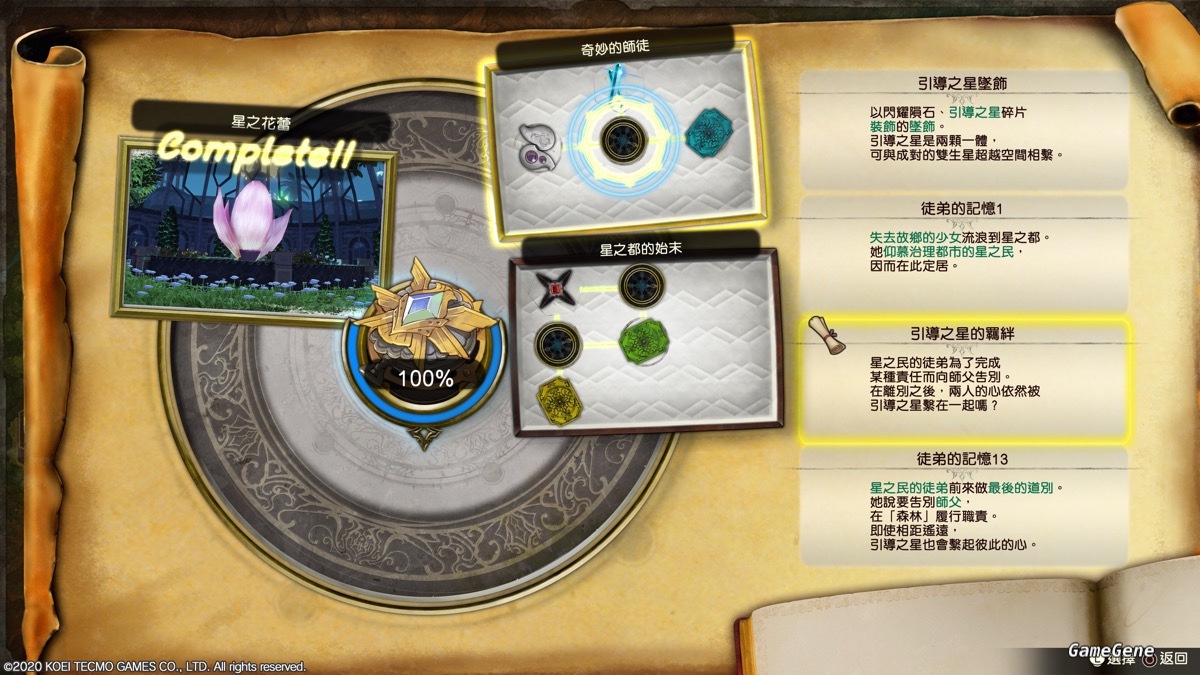 星之花蕾
Complete!!
100%
奇妙的師徒
星之都的始末
引導之星墜飾
以閃耀隕石、引導之星碎片
裝飾的墜飾。
引導之星是兩顆一體，
可與成對的雙生星超越空間相繫。
徒弟的記憶1
失去故鄉的少女流浪到星之都。
她仰慕治理都市的星之民，
因而在此定居。
引導之星的羈絆
星之民的徒弟為了完成
某種責任而向師父告別。
在離別之後，兩人的心依然被
引導之星繫在一起嗎？
徒弟的記憶13
星之民的徒弟前來做最後的道別。
她說要告別師父，
在「森林」履行職責。
即使相距遙遠，
引導之星也會繫起彼此的心。
©2020 KOEI TECMO GAMES CO., LTD. All rights reserved.
GameGene
L選擇 返回